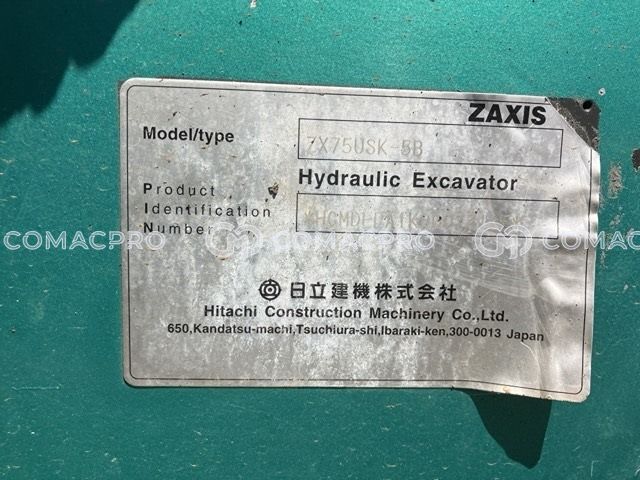 ZAXIS
Model/type ZX75USK-5B
Hydraulic Excavator
Product
Identification
Number
日立建機株式会社
Hitachi Construction Machinery Co.,Ltd.
650,Kandatsu-machi,Tsuchiura-shi,Ibaraki-ken,300-0013 Japan
COMACPRO COMACPRO COMACPRO